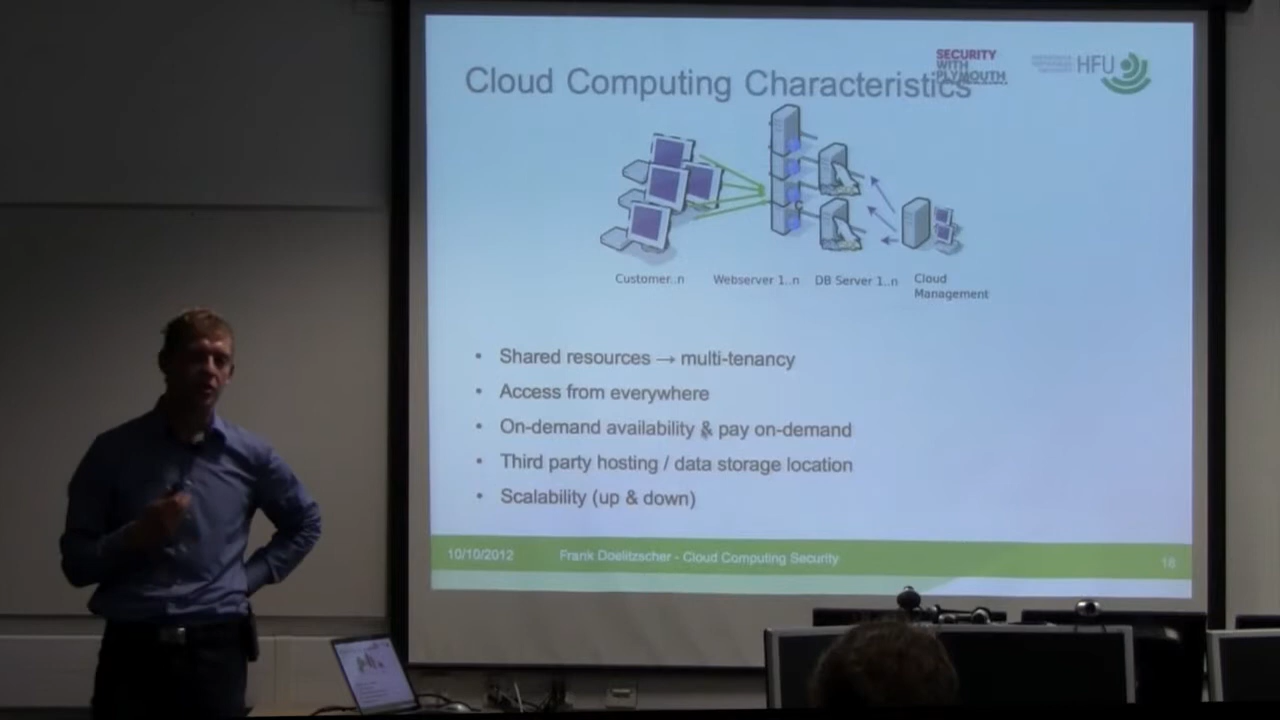 Cloud Computing Characteristics
SECURITY
WITH
PLYMOUTH
HFU
Customer..n
Webserver 1..n
DB Server 1..n
Cloud
Management
• Shared resources → multi-tenancy
• Access from everywhere
• On-demand availability & pay on-demand
• Third party hosting / data storage location
• Scalability (up & down)
10/10/2012
Frank Doelitzscher - Cloud Computing Security
18